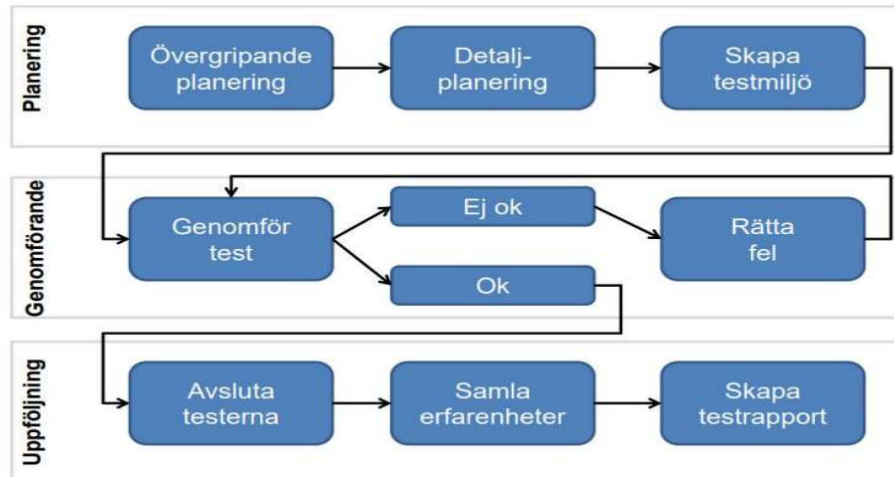 Planering
Övergripande
planering
Detalj-
planering
Skapa
testmiljö
Genomförande
Genomför
test
Ej ok
Ok
Rätta
fel
Uppföljning
Avsluta
testerna
Samla
erfarenheter
Skapa
testrapport